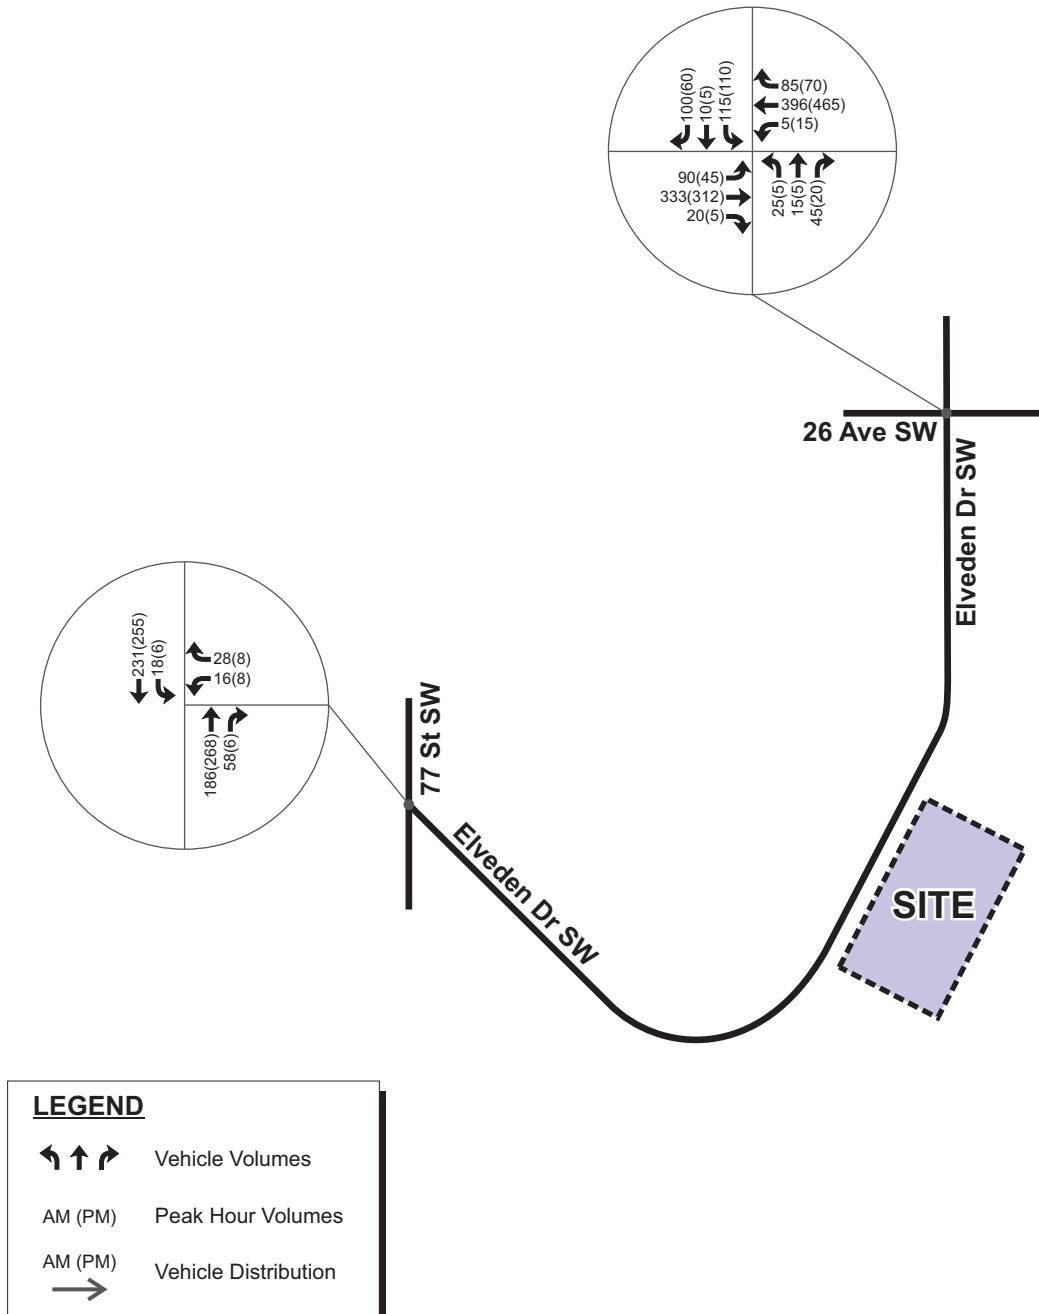 100(60)
10(5)
115(110)
85(70)
396(465)
5(15)
90(45)
333(312)
20(5)
25(5)
15(5)
45(20)
26 Ave SW
Elveden Dr SW
231(255)
18(6)
28(8)
16(8)
186(268)
58(6)
77 St SW
Elveden Dr SW
SITE
LEGEND
Vehicle Volumes
AM (PM) Peak Hour Volumes
AM (PM)
Vehicle Distribution